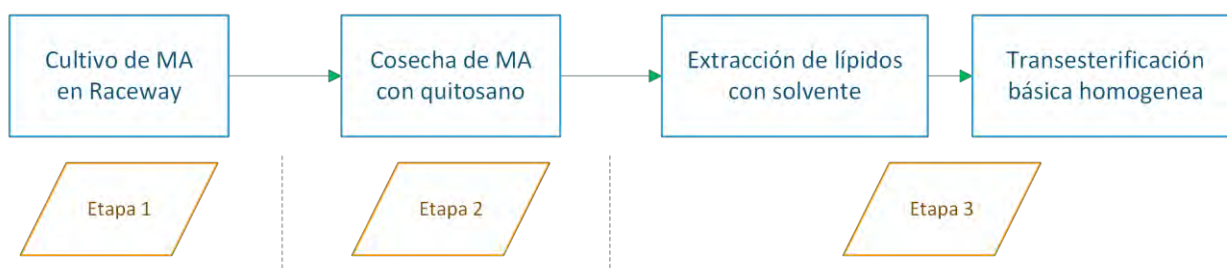 Cultivo de MA
en Raceway
Cosecha de MA
con quitosano
Extracción de lípidos
con solvente
Transesterificación
básica homogenea
Etapa 1
Etapa 2
Etapa 3